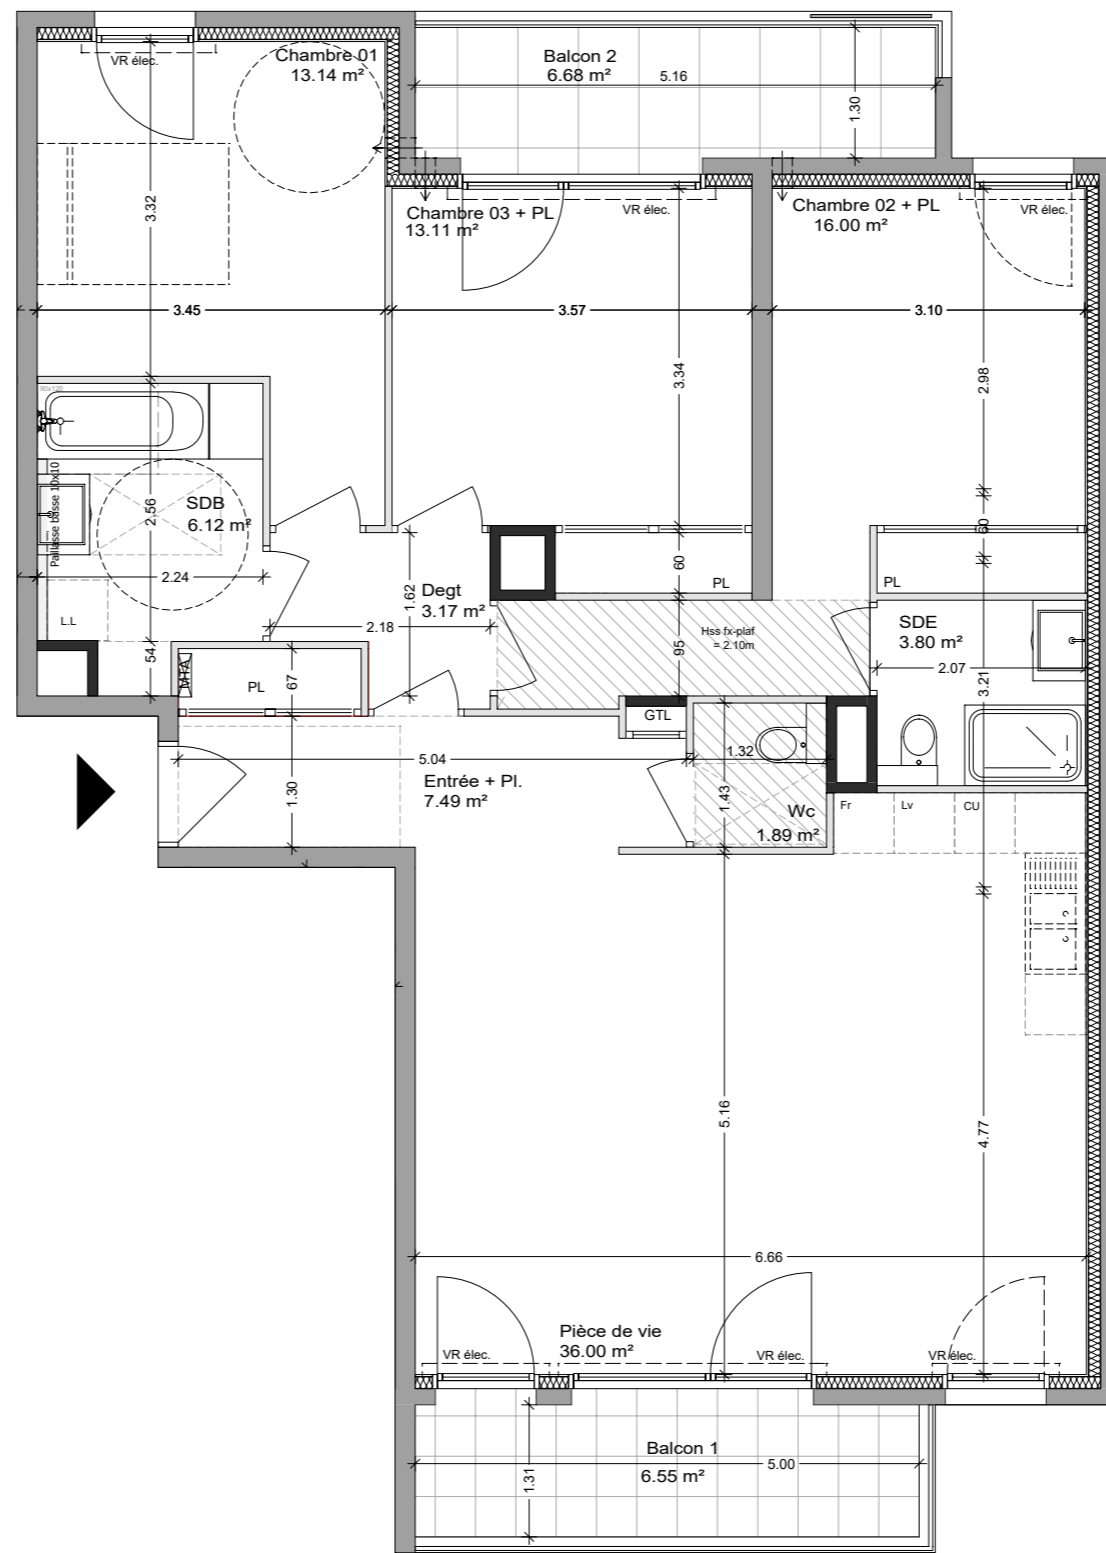 Chambre 01
13.14 m²
VR élec.
Balcon 2
6.68 m²
5.16
1.30
3.32
Chambre 03 + PL
13.11 m²
VR élec.
Chambre 02 + PL
16.00 m²
VR élec.
3.45
3.57
3.10
3.34
2.98
90x120
Paillasse basse 10x10
SDB
6.12 m²
2.56
2.24
L.L
54
60
60
PL
PL
Degt
3.17 m²
1.62
2.18
95
Hss fx-plaf
= 2.10m
SDE
3.80 m²
2.07
3.21
MTA
PL
67
GTL
5.04
1.30
Entrée + Pl.
7.49 m²
1.32
1.43
Wc
1.89 m²
Fr
Lv
CU
5.16
4.77
6.66
Pièce de vie
36.00 m²
VR élec.
VR élec.
VR élec.
Balcon 1
6.55 m²
5.00
1.31